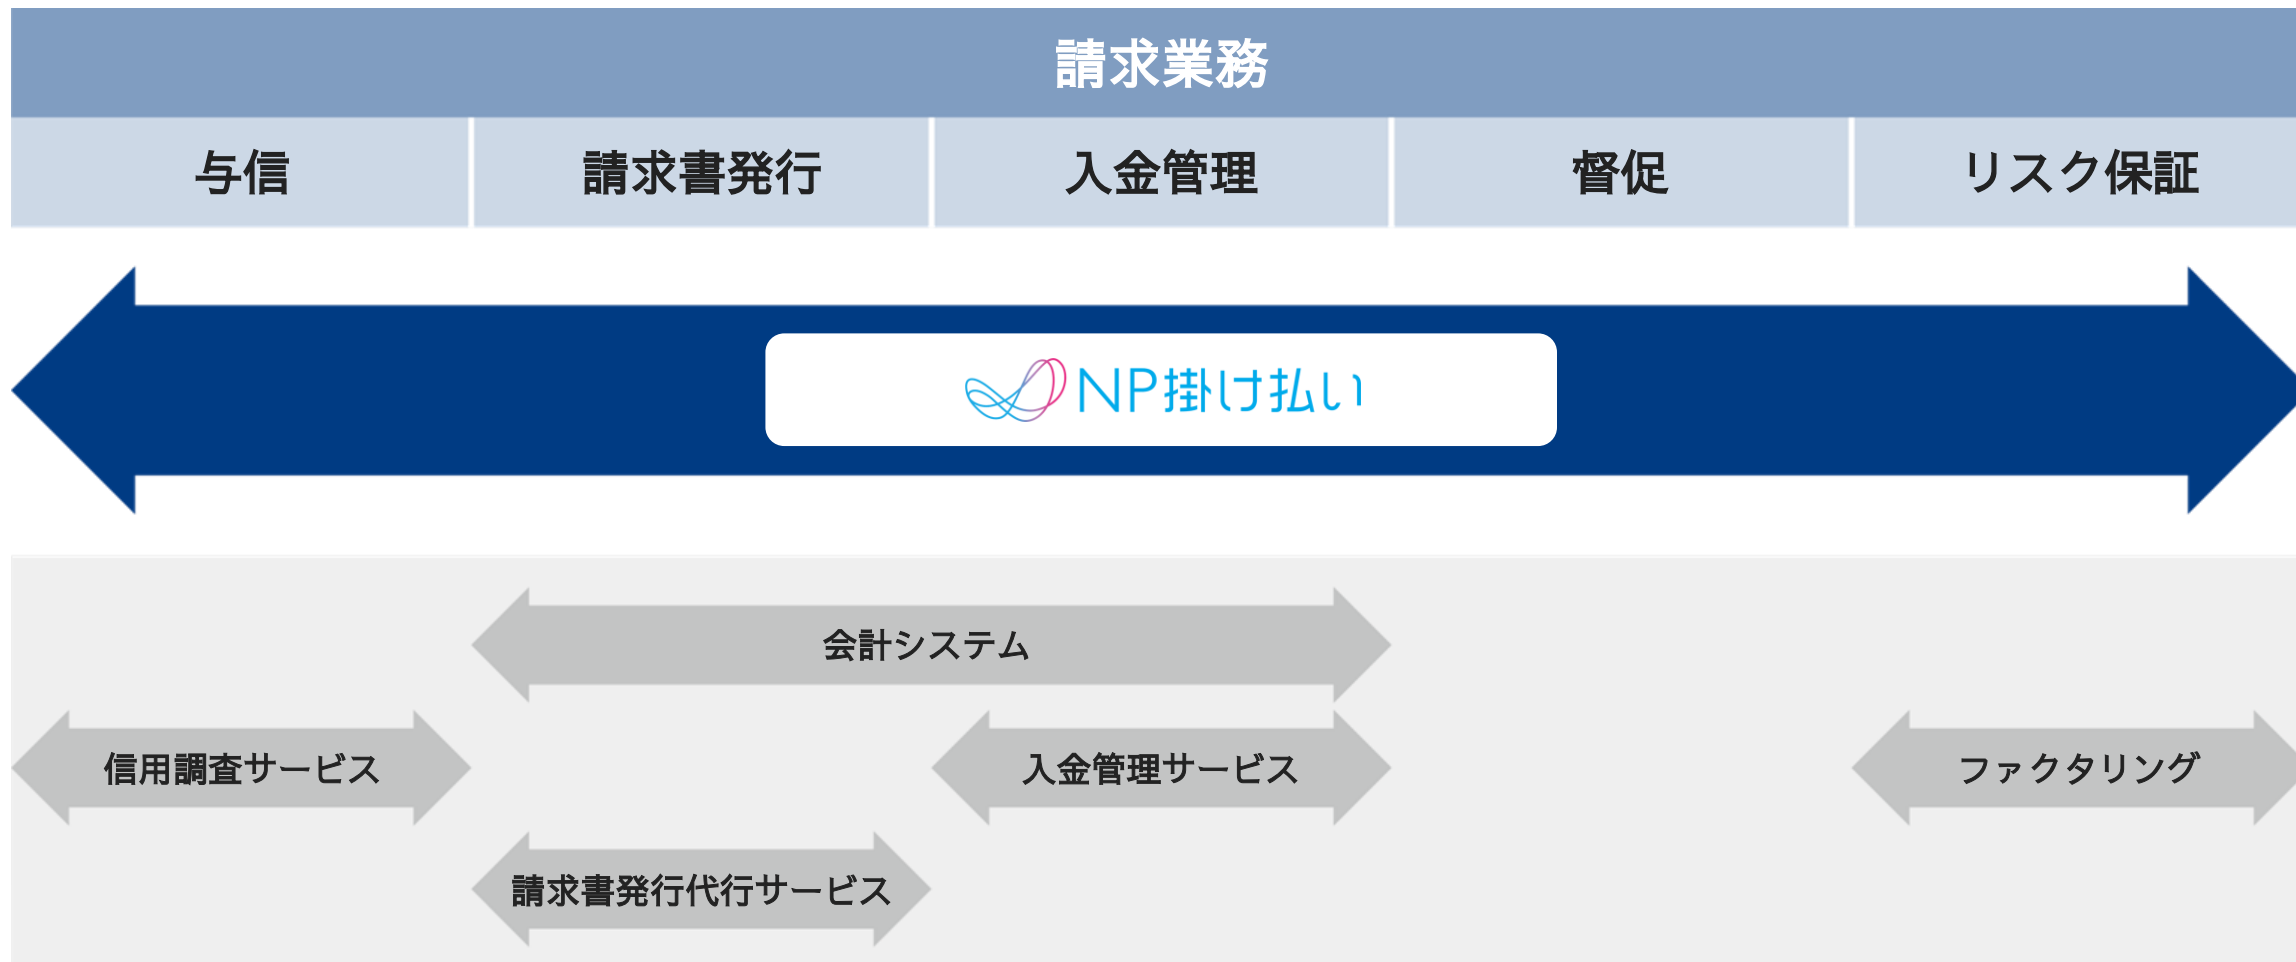 請求業務
与信
請求書発行
入金管理
督促
リスク保証
NP掛け払い
会計システム
信用調査サービス
入金管理サービス
ファクタリング
請求書発行代行サービス